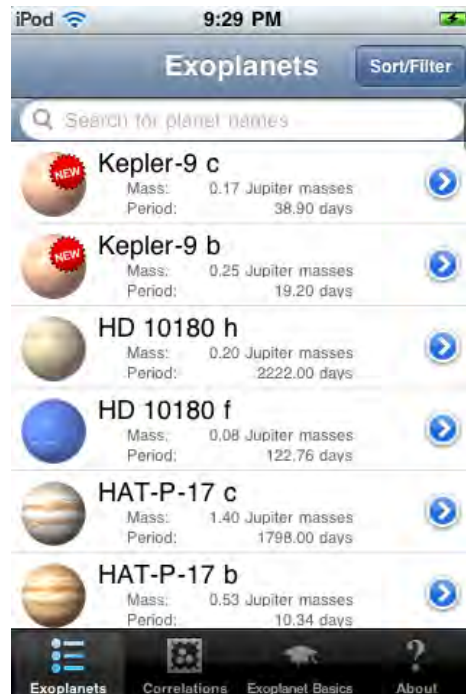 iPod 9:29 PM
Exoplanets Sort/Filter
Search for planet names
NEW
Kepler-9 c
Mass: 0.17 Jupiter masses
Period: 38.90 days
NEW
Kepler-9 b
Mass: 0.25 Jupiter masses
Period: 19.20 days
HD 10180 h
Mass: 0.20 Jupiter masses
Period: 2222.00 days
HD 10180 f
Mass: 0.08 Jupiter masses
Period: 122.76 days
HAT-P-17 c
Mass: 1.40 Jupiter masses
Period: 1798.00 days
HAT-P-17 b
Mass: 0.53 Jupiter masses
Period: 10.34 days
Exoplanets Correlations Exoplanet Basics About